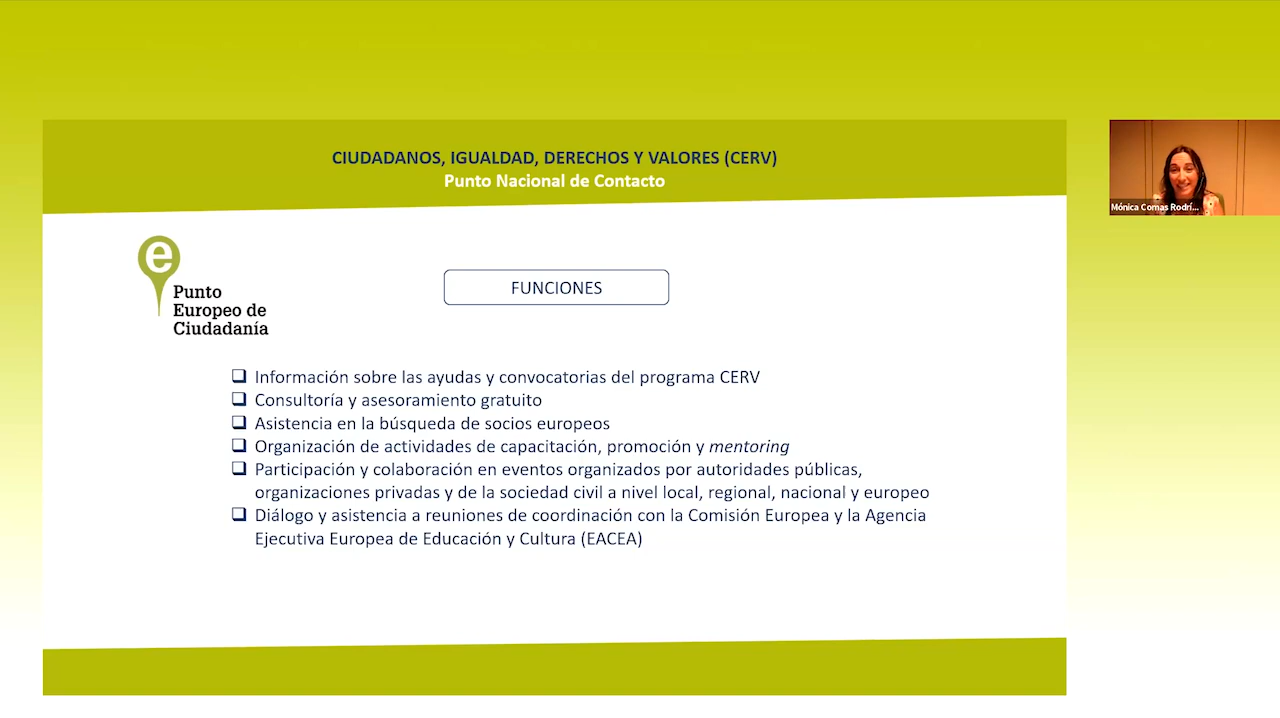 CIUDADANOS, IGUALDAD, DERECHOS Y VALORES (CERV)
Punto Nacional de Contacto
Mónica Comas Rodrí...
e
Punto
Europeo de
Ciudadanía
FUNCIONES
Información sobre las ayudas y convocatorias del programa CERV
Consultoría y asesoramiento gratuito
Asistencia en la búsqueda de socios europeos
Organización de actividades de capacitación, promoción y mentoring
Participación y colaboración en eventos organizados por autoridades públicas,
organizaciones privadas y de la sociedad civil a nivel local, regional, nacional y europeo
Diálogo y asistencia a reuniones de coordinación con la Comisión Europea y la Agencia
Ejecutiva Europea de Educación y Cultura (EACEA)